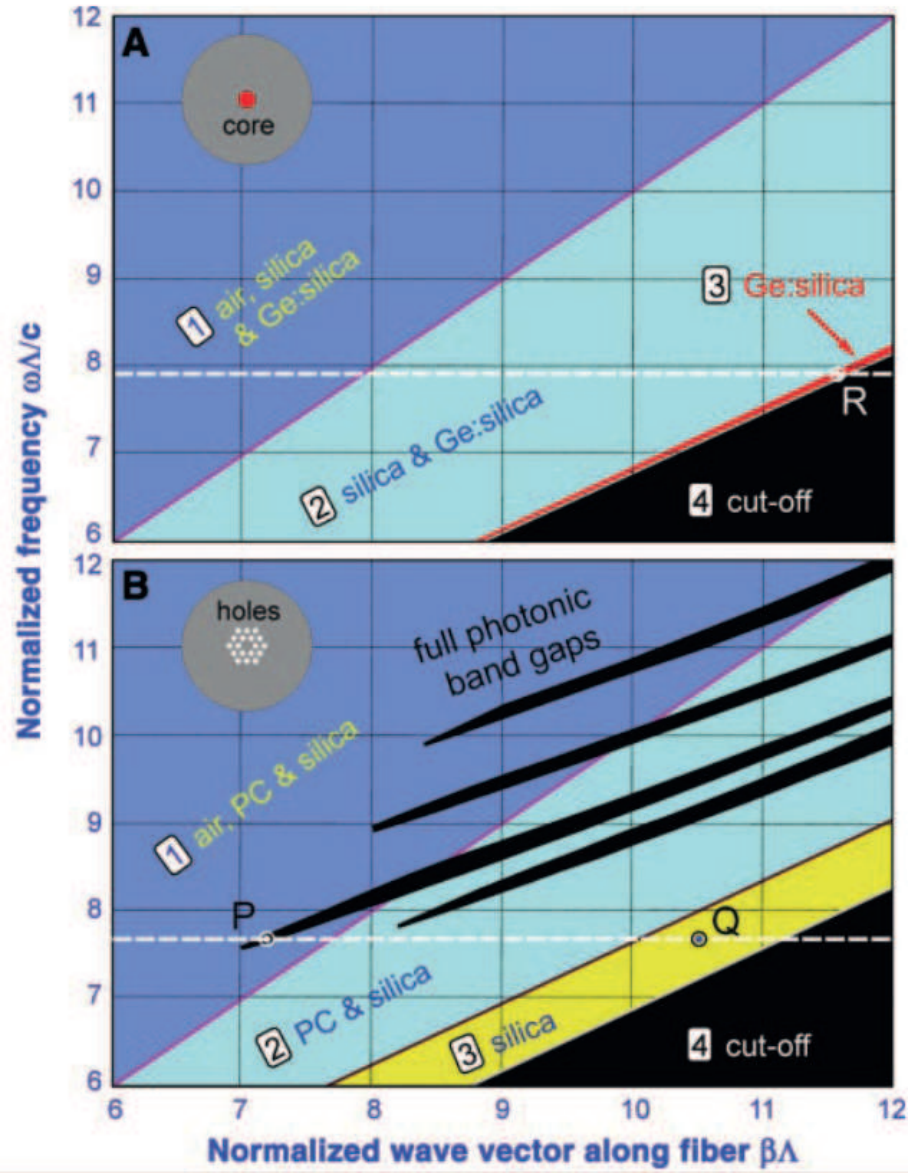 Normalized frequency ωΛ/c
12
11
10
9
8
7
6
A
core
1 air, silica
& Ge:silica
3 Ge:silica
R
2 silica & Ge:silica
4 cut-off
12
11
10
9
8
7
6
B
holes
full photonic
band gaps
1 air, PC & silica
P
Q
2 PC & silica
3 silica
4 cut-off
6 7 8 9 10 11 12
Normalized wave vector along fiber βΛ